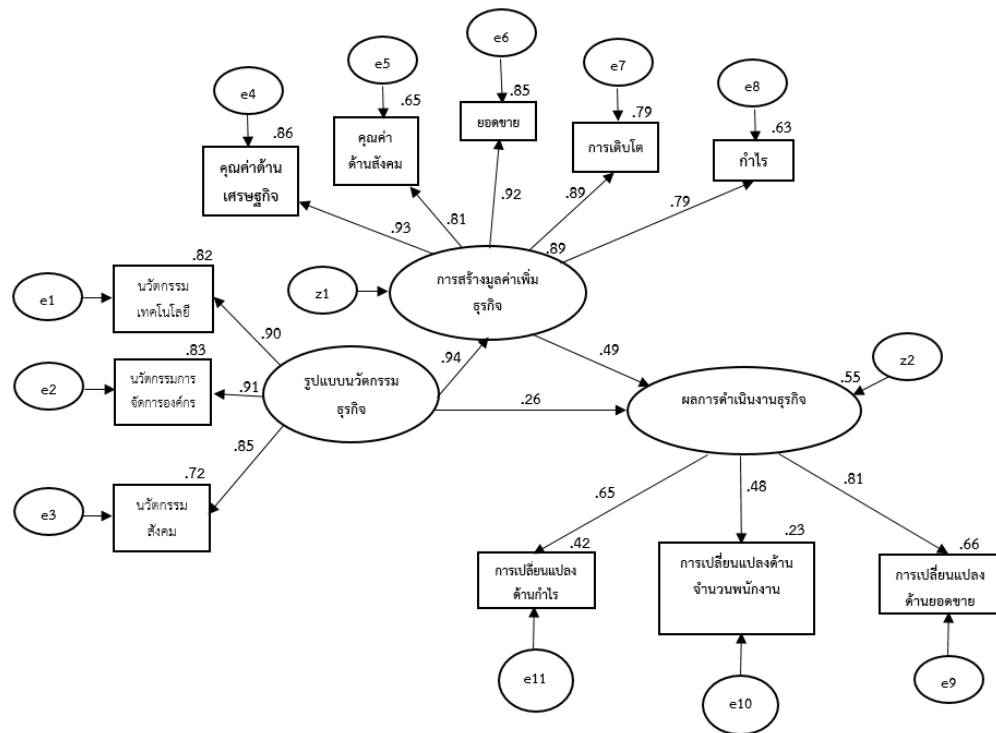 e6
e5
e7
e4
e8
.85
.65
.79
.86
.63
ยอดขาย
คุณค่า
ด้านสังคม
การเติบโต
กำไร
คุณค่าด้าน
เศรษฐกิจ
.92
.89
.79
.81
.93
.89
.82
การสร้างมูลค่าเพิ่ม
ธุรกิจ
e1
นวัตกรรม
เทคโนโลยี
z1
.90
.94
.49
.83
e2
นวัตกรรมการ
จัดการองค์กร
.91
รูปแบบนวัตกรรม
ธุรกิจ
.26
.55
z2
ผลการดำเนินงานธุรกิจ
.85
.72
e3
นวัตกรรม
สังคม
.65
.48
.81
.42
.23
.66
การเปลี่ยนแปลง
ด้านกำไร
การเปลี่ยนแปลงด้าน
จำนวนพนักงาน
การเปลี่ยนแปลง
ด้านยอดขาย
e11
e10
e9